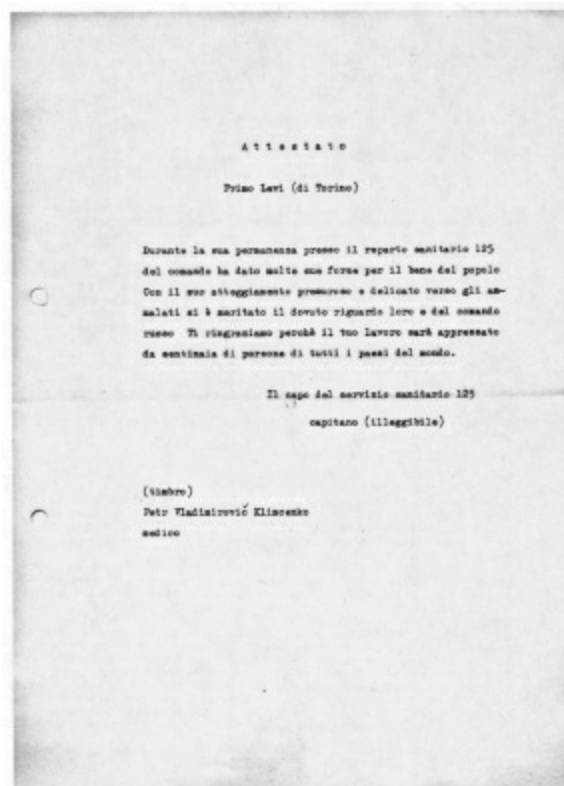 Attestato
Primo Levi (di Torino)
Durante la sua permanenza presso il reparto sanitario 125
del comando ha dato molte sue forze per il bene del popolo
Con il suo atteggiamento premuroso e delicato verso gli am-
malati si è meritato il dovuto riguardo loro e del comando
russo Ti ringraziamo perchè il tuo lavoro sarà apprezzato
da centinaia di persone di tutti i paesi del mondo.
Il capo del servizio sanitario 125
capitano (illeggibile)
(timbro)
Petr Vladimirovič Klimcenko
medico